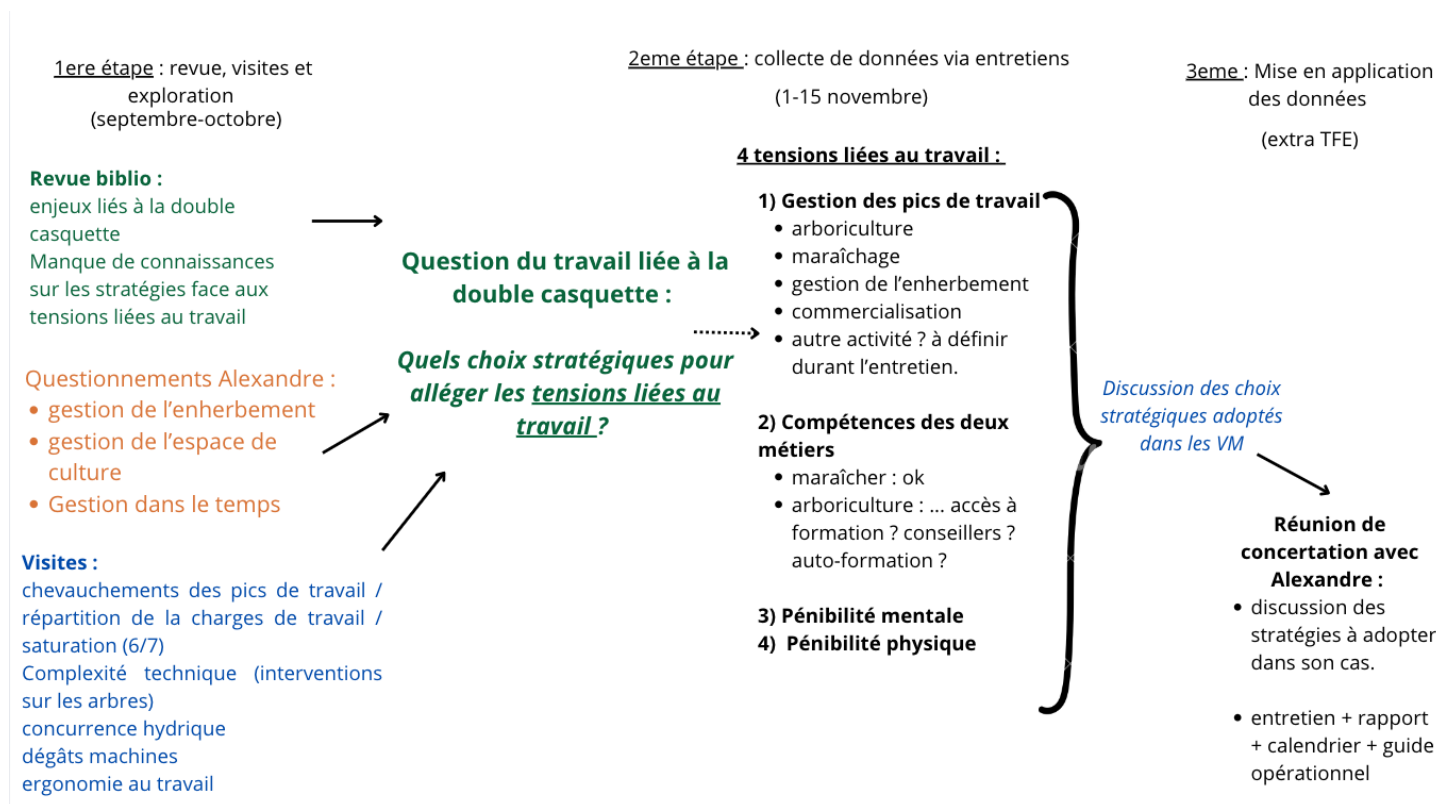 1ere étape : revue, visites et
exploration
(septembre-octobre)
Revue biblio :
enjeux liés à la double
casquette
Manque de connaissances
sur les stratégies face aux
tensions liées au travail
Questionnements Alexandre :
• gestion de l’enherbement
• gestion de l’espace de
culture
• Gestion dans le temps
Visites :
chevauchements des pics de travail /
répartition de la charges de travail /
saturation (6/7)
Complexité technique (interventions
sur les arbres)
concurrence hydrique
dégâts machines
ergonomie au travail
Question du travail liée à la
double casquette :
Quels choix stratégiques pour
alléger les tensions liées au
travail ?
2eme étape : collecte de données via entretiens
(1-15 novembre)
4 tensions liées au travail :
1) Gestion des pics de travail
• arboriculture
• maraîchage
• gestion de l’enherbement
• commercialisation
• autre activité ? à définir
durant l’entretien.
2) Compétences des deux
métiers
• maraîcher : ok
• arboriculture : ... accès à
formation ? conseillers ?
auto-formation ?
3) Pénibilité mentale
4) Pénibilité physique
3eme : Mise en application
des données
(extra TFE)
Discussion des choix
stratégiques adoptés
dans les VM
Réunion de
concertation avec
Alexandre :
• discussion des
stratégies à adopter
dans son cas.
• entretien + rapport
+ calendrier + guide
opérationnel